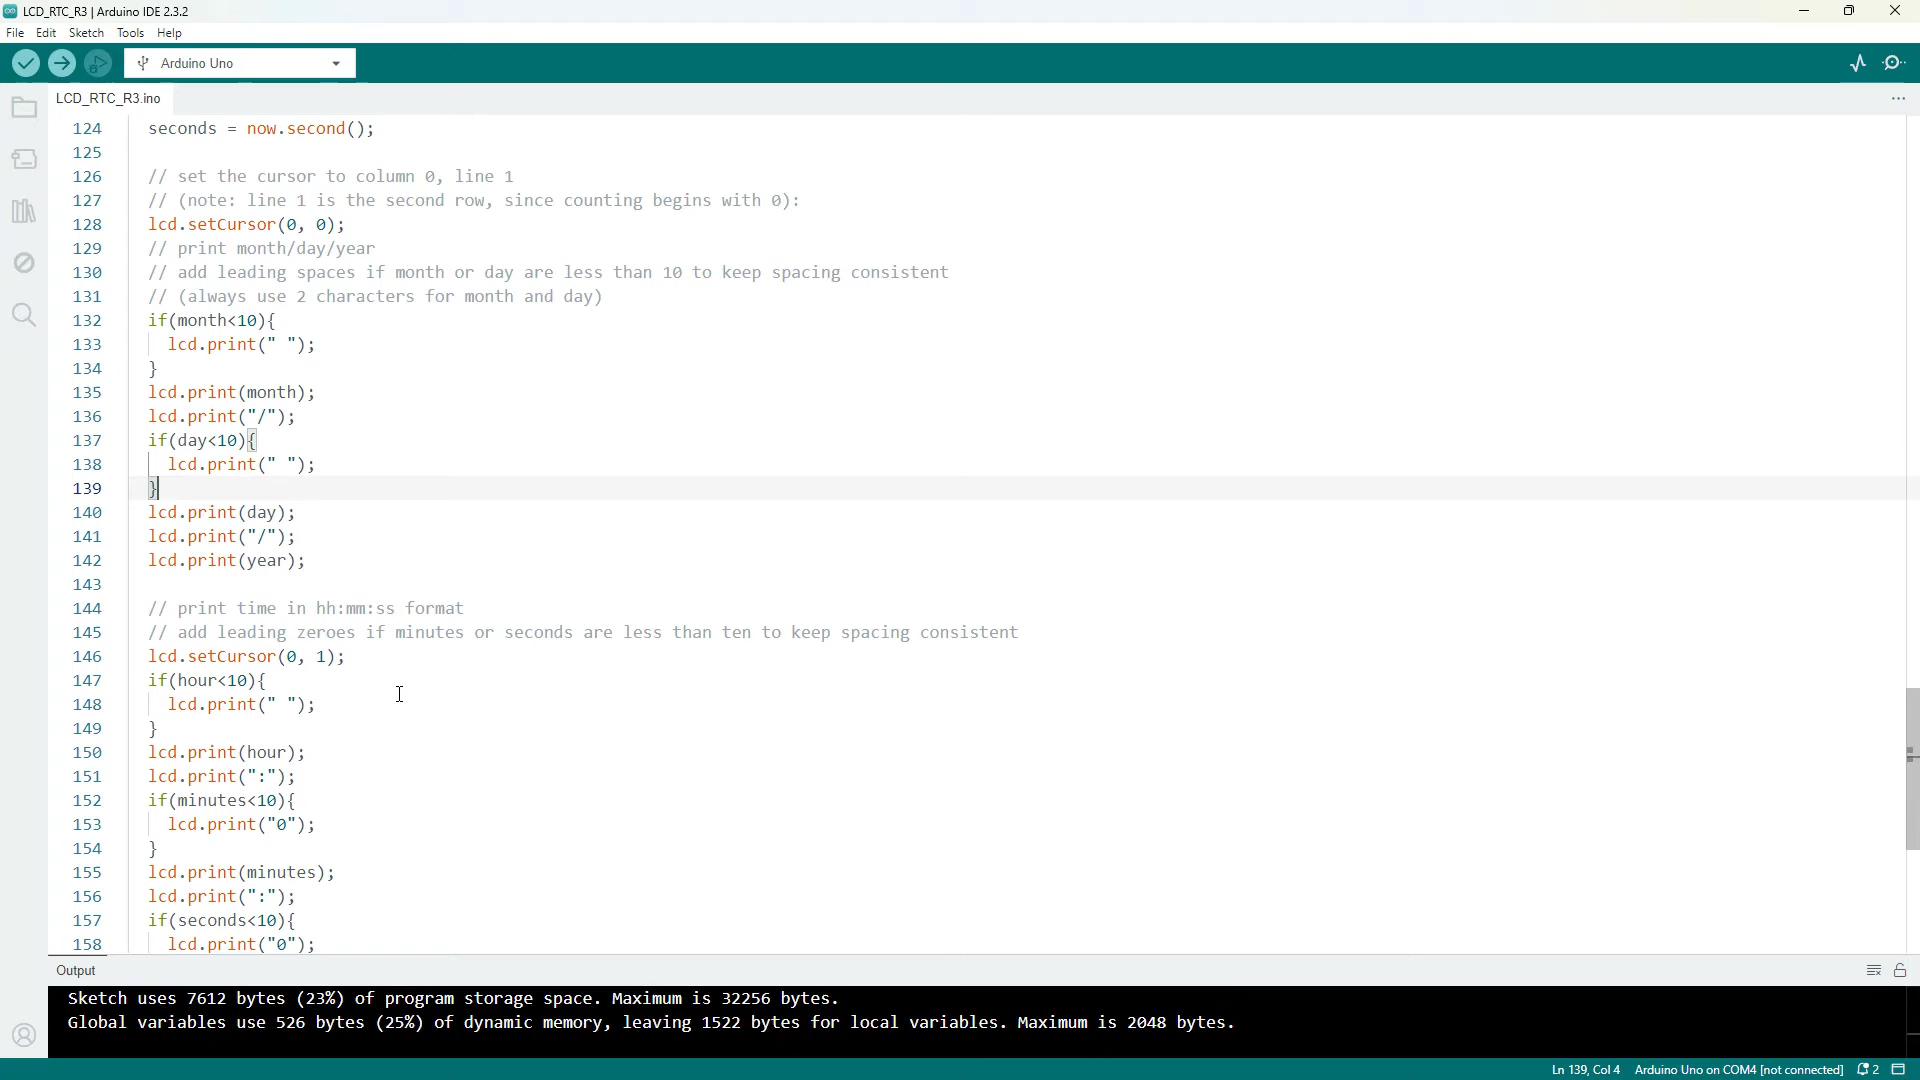 LCD_RTC_R3 | Arduino IDE 2.3.2
File Edit Sketch Tools Help
Arduino Uno
LCD_RTC_R3.ino
124 seconds = now.second();
125
126 // set the cursor to column 0, line 1
127 // (note: line 1 is the second row, since counting begins with 0):
128 lcd.setCursor(0, 0);
129 // print month/day/year
130 // add leading spaces if month or day are less than 10 to keep spacing consistent
131 // (always use 2 characters for month and day)
132 if(month<10){
133 lcd.print(" ");
134 }
135 lcd.print(month);
136 lcd.print("/");
137 if(day<10){
138 lcd.print(" ");
139 }
140 lcd.print(day);
141 lcd.print("/");
142 lcd.print(year);
143
144 // print time in hh:mm:ss format
145 // add leading zeroes if minutes or seconds are less than ten to keep spacing consistent
146 lcd.setCursor(0, 1);
147 if(hour<10){
148 lcd.print(" ");
149 }
150 lcd.print(hour);
151 lcd.print(":");
152 if(minutes<10){
153 lcd.print("0");
154 }
155 lcd.print(minutes);
156 lcd.print(":");
157 if(seconds<10){
158 lcd.print("0");
Output
Sketch uses 7612 bytes (23%) of program storage space. Maximum is 32256 bytes.
Global variables use 526 bytes (25%) of dynamic memory, leaving 1522 bytes for local variables. Maximum is 2048 bytes.
Ln 139, Col 4 Arduino Uno on COM4 [not connected] 2